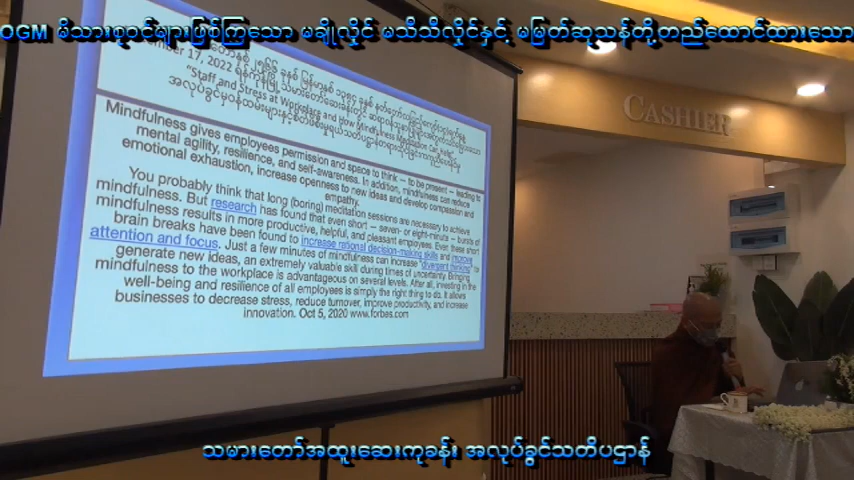 OGM မိသားစုဝင်များဖြစ်ကြသော မချိုလှိုင် မသီသီလှိုင်နှင့် မမြတ်ဆုသန်တို့တည်ထောင်ထားသော
17, 2022
"Staff and Stress at Workplace and How Mindfulness Meditation Can Help"
CASHIER
Mindfulness gives employees permission and space to think — to be present — leading to
mental agility, resilience, and self-awareness. In addition, mindfulness can reduce
emotional exhaustion, increase openness to new ideas and develop compassion and
empathy.
You probably think that long (boring) meditation sessions are necessary to achieve
mindfulness. But research has found that even short — seven- or eight-minute — bursts of
mindfulness results in more productive, helpful, and pleasant employees. Even these short
brain breaks have been found to increase rational decision-making skills and improve
attention and focus. Just a few minutes of mindfulness can increase "divergent thinking" to
generate new ideas, an extremely valuable skill during times of uncertainty. Bringing
mindfulness to the workplace is advantageous on several levels. After all, investing in the
well-being and resilience of all employees is simply the right thing to do. It allows
businesses to decrease stress, reduce turnover, improve productivity, and increase
innovation. Oct 5, 2020 www.forbes.com
သမားတော်အထူးဆေးကုခန်း အလုပ်ခွင်သတိပဋ္ဌာန်